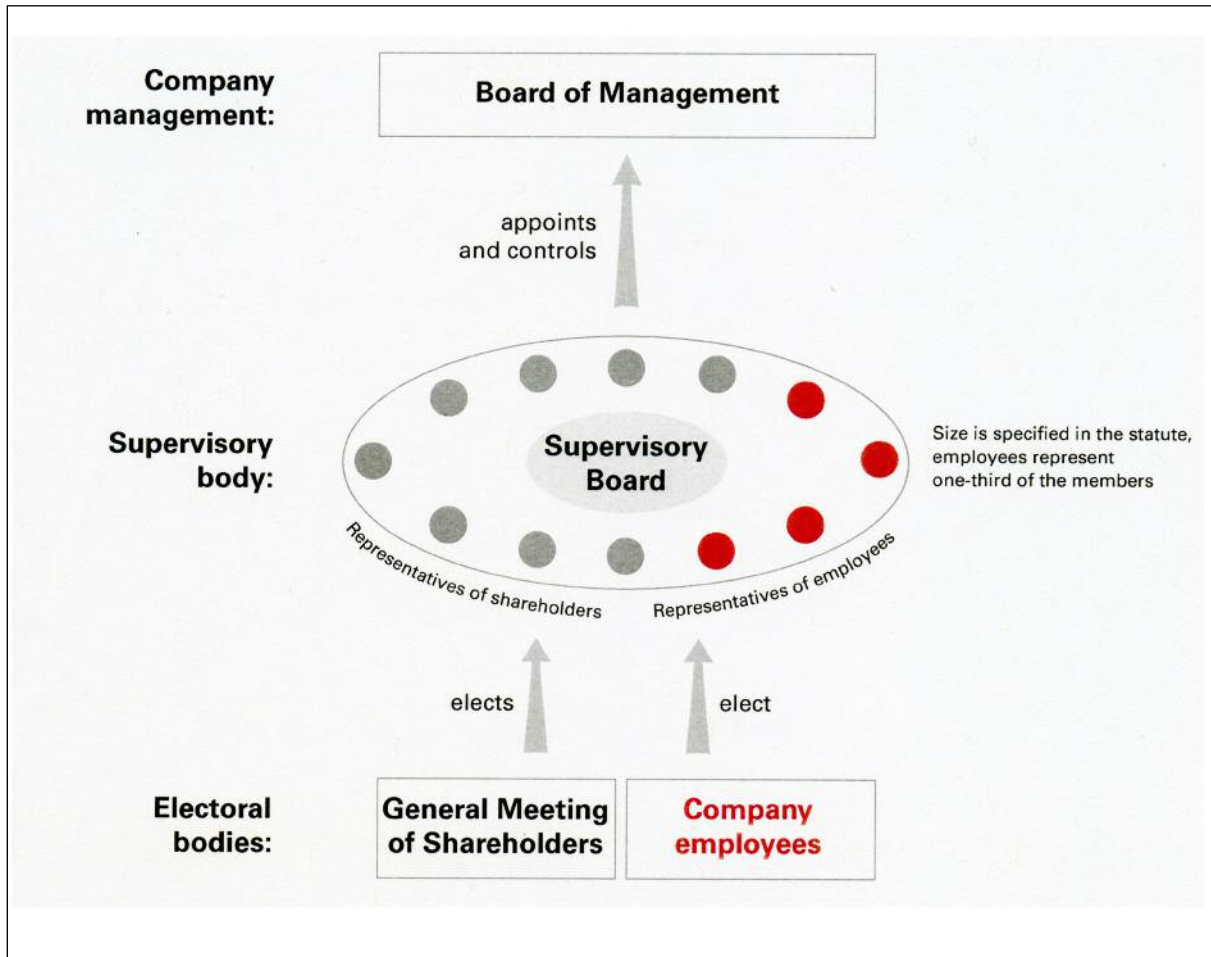 Company
management:
Board of Management
appoints
and controls
Supervisory
body:
Supervisory
Board
Size is specified in the statute,
employees represent
one-third of the members
Representatives of shareholders
Representatives of employees
elects
elect
Electoral
bodies:
General Meeting
of Shareholders
Company
employees